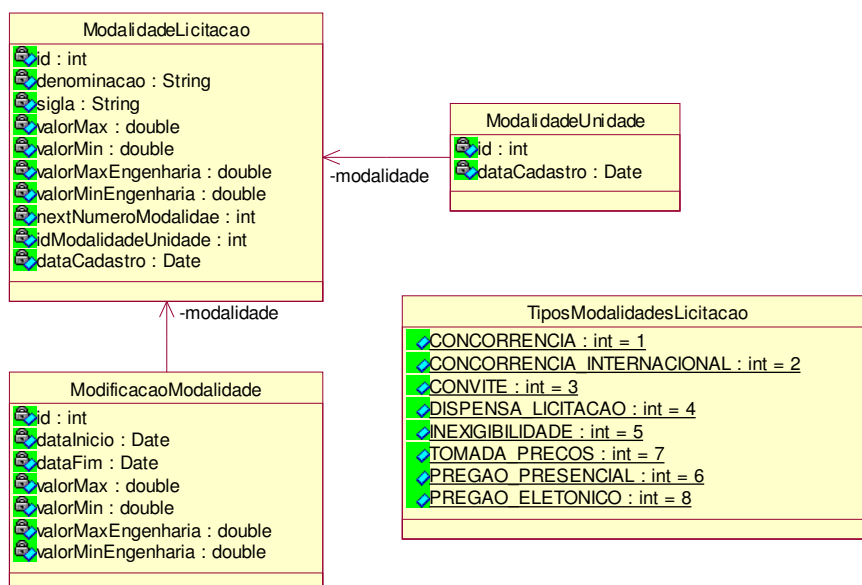 ModalidadeLicitacao
id : int
denominacao : String
sigla : String
valorMax : double
valorMin : double
valorMaxEngenharia : double
valorMinEngenharia : double
nextNumeroModalidae : int
idModalidadeUnidade : int
dataCadastro : Date
ModalidadeUnidade
id : int
dataCadastro : Date
-modalidade
-modalidade
ModificacaoModalidade
id : int
dataInicio : Date
dataFim : Date
valorMax : double
valorMin : double
valorMaxEngenharia : double
valorMinEngenharia : double
TiposModalidadesLicitacao
CONCORRENCIA : int = 1
CONCORRENCIA_INTERNACIONAL : int = 2
CONVITE : int = 3
DISPENSA_LICITACAO : int = 4
INEXIGIBILIDADE : int = 5
TOMADA_PRECOS : int = 7
PREGAO_PRESENCIAL : int = 6
PREGAO_ELETONICO : int = 8